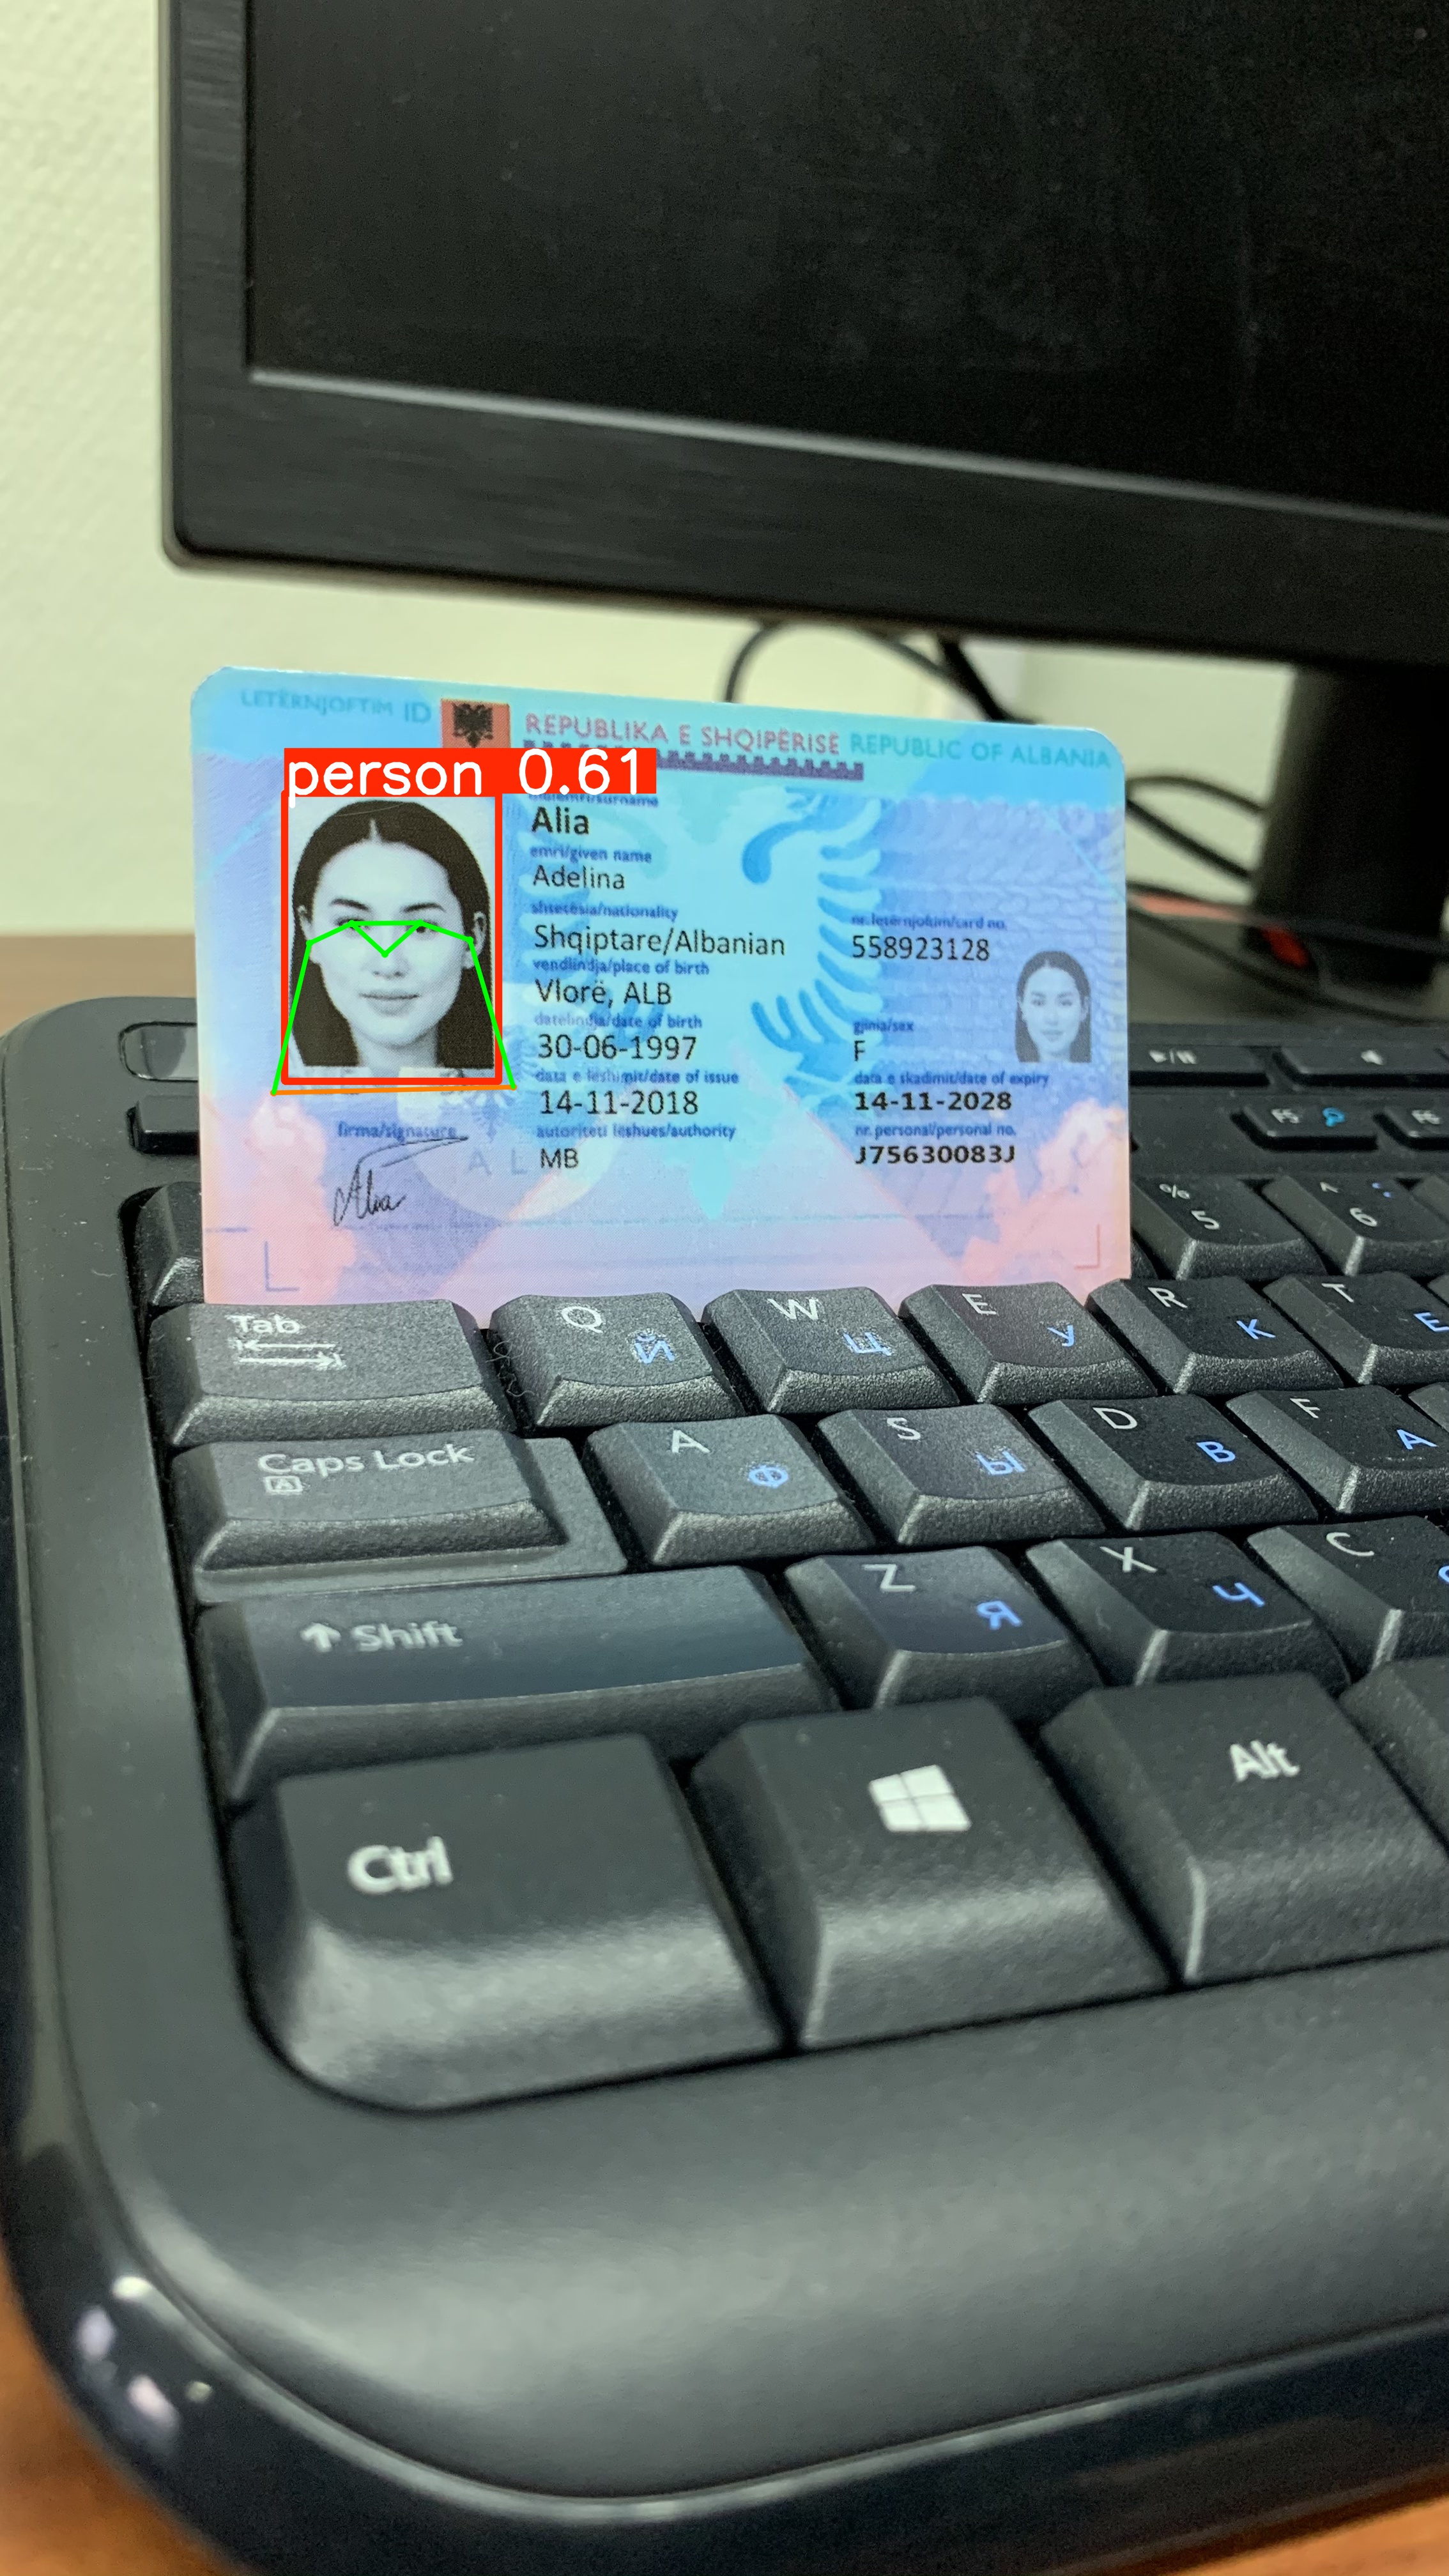 LETËRNJOFTIM ID
REPUBLIKA E SHQIPËRISË REPUBLIC OF ALBANIA
person 0.61
Alia
emri/given name
Adelina
shtetësia/nationality
Shqiptare/Albanian
nr. letërnjoftim/card no.
558923128
vendlindja/place of birth
Vlorë, ALB
datelindja/date of birth
gjinia/sex
30-06-1997
F
data e lëshimit/date of issue
data e skadimit/date of expiry
14-11-2018
14-11-2028
firma/signature
autoriteti lëshues/authority
nr. personal/personal no.
A L
MB
J75630083J
Alia
F5
F6
% 5
^ 6
Tab
Q Й
W Ц
E У
R К
T Е
Caps Lock
A
A Ф
S Ы
D В
F А
Shift
Z Я
X Ч
C
Ctrl
Alt